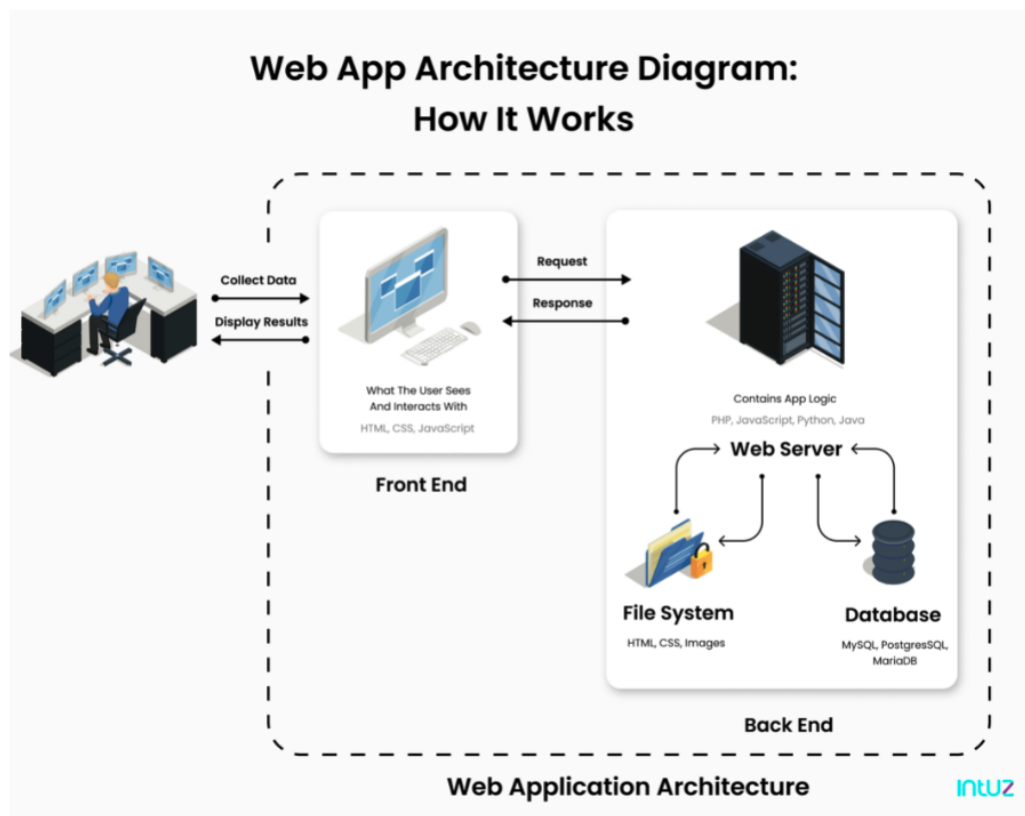 Web App Architecture Diagram:
How It Works
Collect Data
Display Results
What The User Sees
And Interacts With
HTML, CSS, JavaScript
Front End
Request
Response
Contains App Logic
PHP, JavaScript, Python, Java
Web Server
File System
HTML, CSS, Images
Database
MySQL, PostgresSQL,
MariaDB
Back End
Web Application Architecture
INTUZ